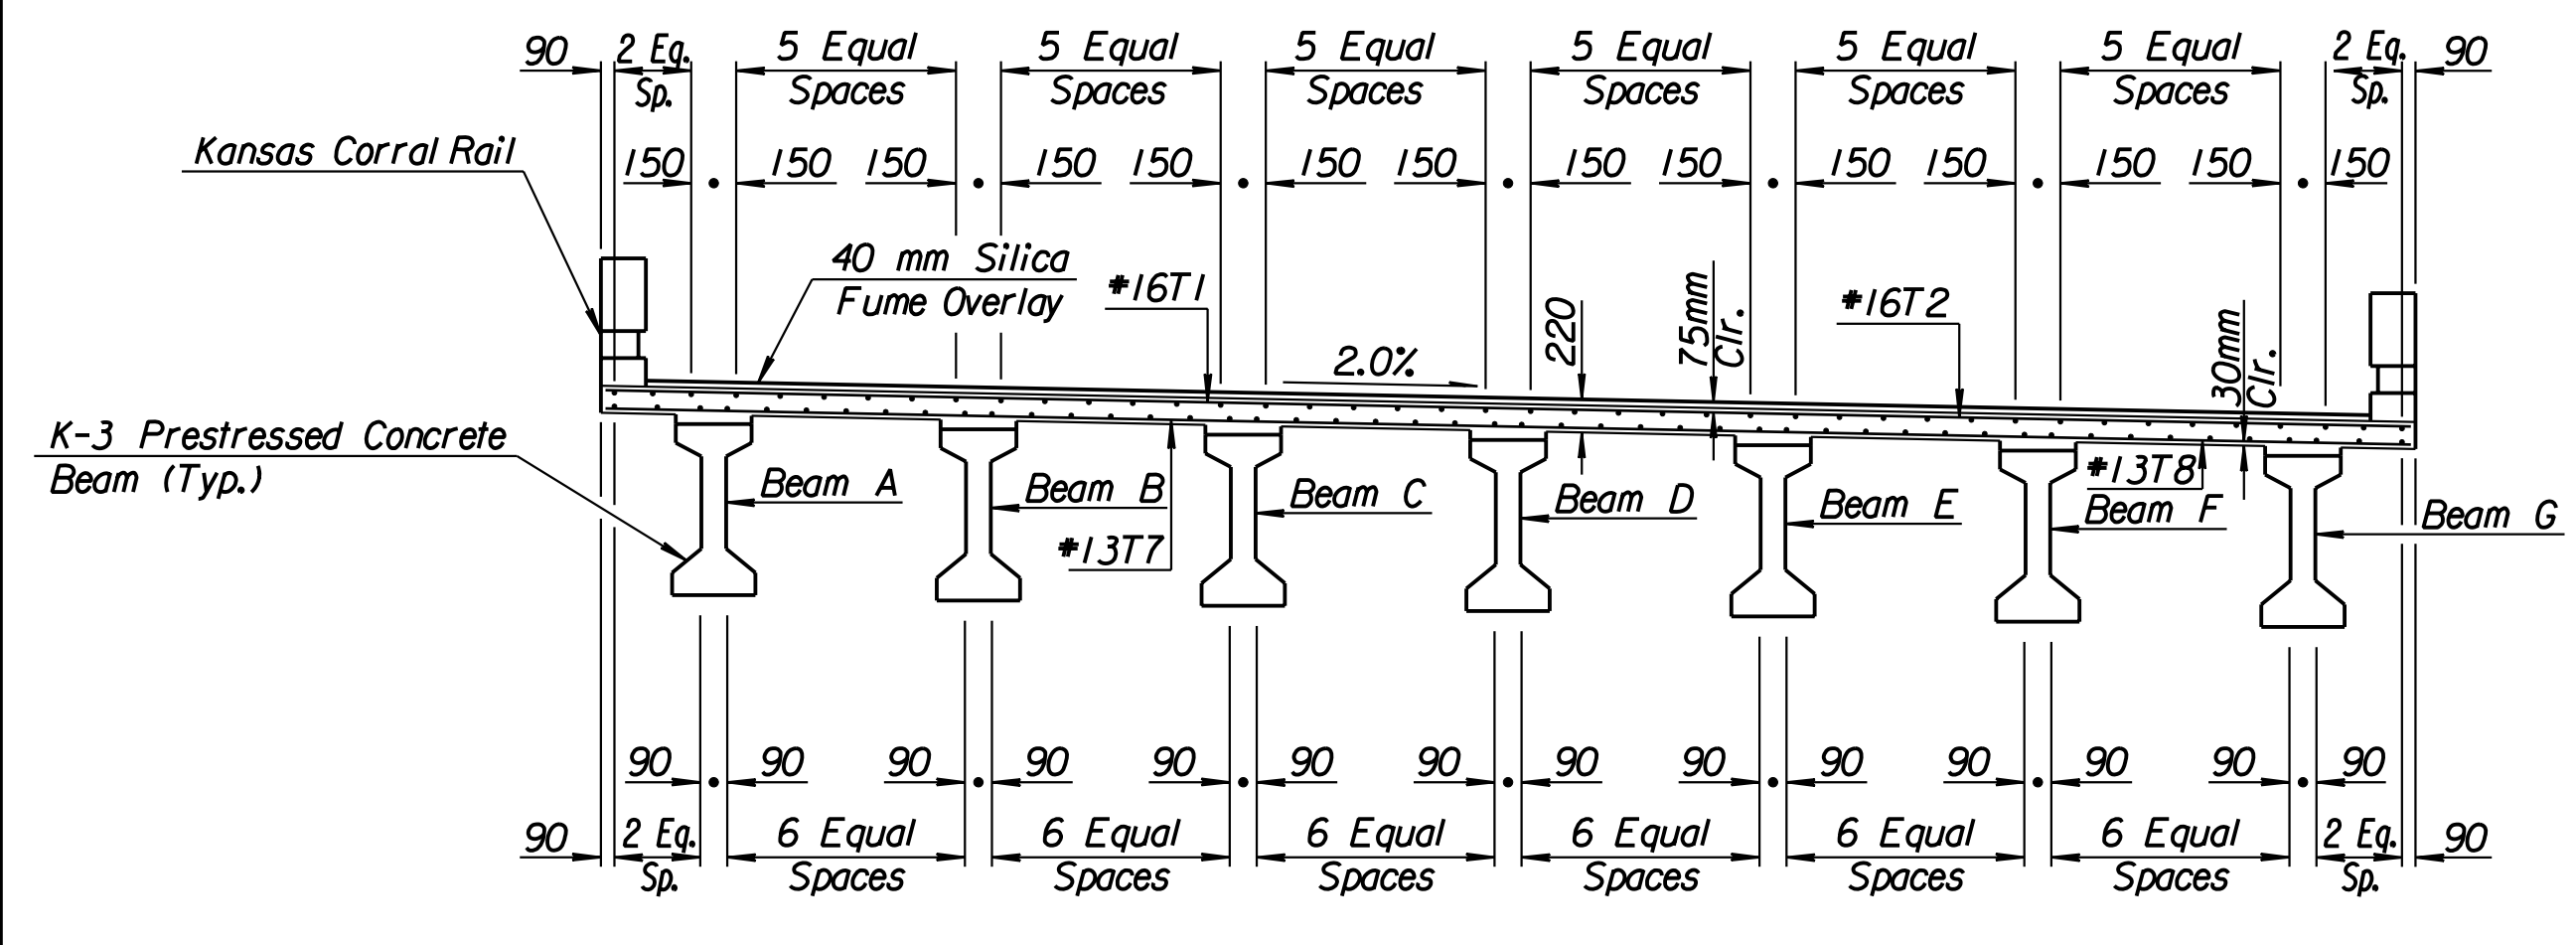 90 2 Eq. 5 Equal 5 Equal 5 Equal 5 Equal 5 Equal 5 Equal 2 Eq. 90
Sp. Spaces Spaces Spaces Spaces Spaces Spaces Sp.
Kansas Corral Rail
150 150 150 150 150 150 150 150 150 150 150 150 150 150
40 mm Silica
Fume Overlay
#16T1
220
75mm
Clr.
#16T2
30mm
Clr.
2.0%
K-3 Prestressed Concrete
Beam (Typ.)
Beam A
Beam B
Beam C
Beam D
Beam E
#13T8
Beam F
Beam G
#13T7
90 90 90 90 90 90 90 90 90 90 90 90 90 90
90 2 Eq. 6 Equal 6 Equal 6 Equal 6 Equal 6 Equal 6 Equal 2 Eq. 90
Sp. Spaces Spaces Spaces Spaces Spaces Spaces Sp.